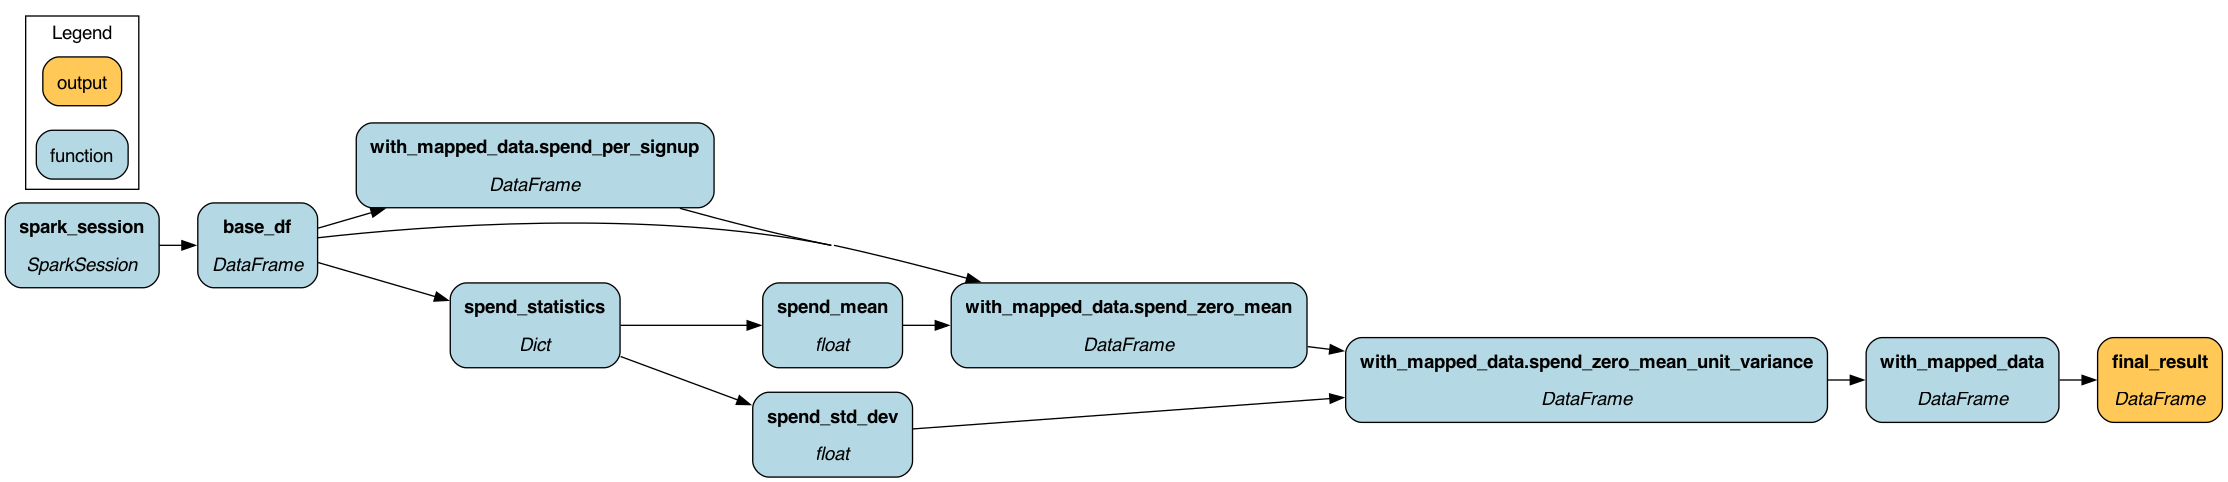 Legend
output
function
spark_session
SparkSession
base_df
DataFrame
with_mapped_data.spend_per_signup
DataFrame
spend_statistics
Dict
spend_mean
float
spend_std_dev
float
with_mapped_data.spend_zero_mean
DataFrame
with_mapped_data.spend_zero_mean_unit_variance
DataFrame
with_mapped_data
DataFrame
final_result
DataFrame